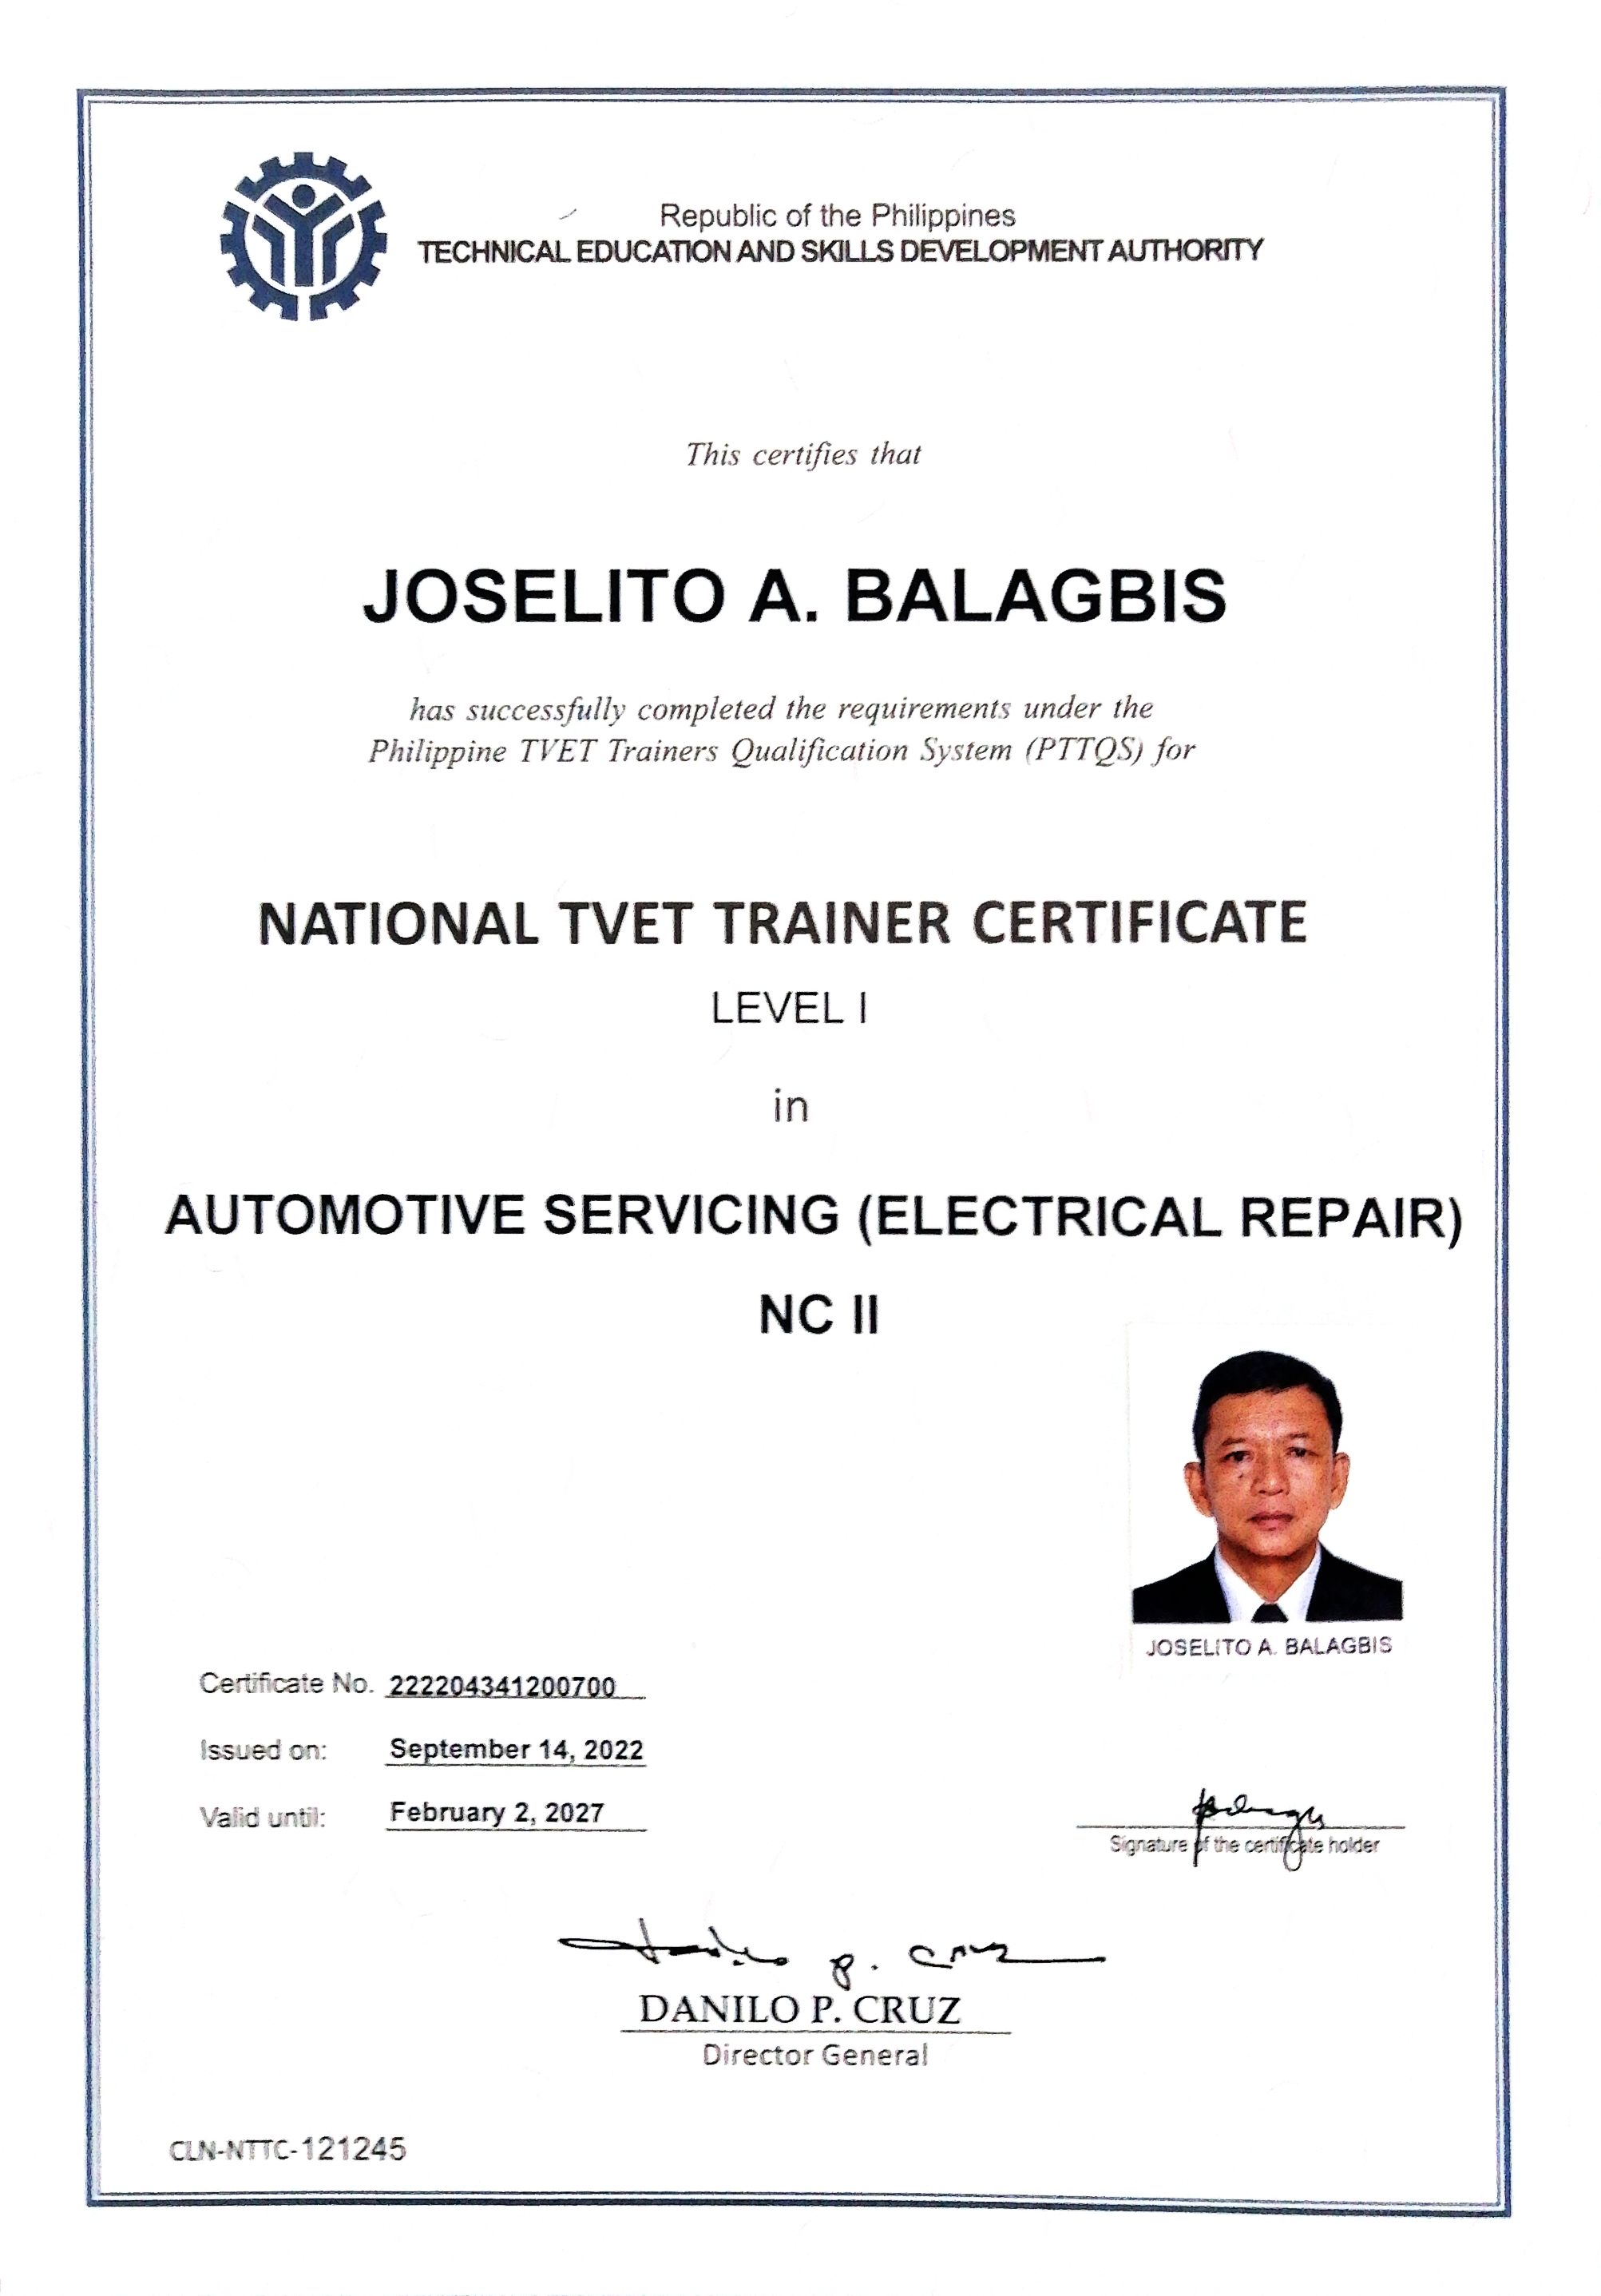 Republic of the Philippines
TECHNICAL EDUCATION AND SKILLS DEVELOPMENT AUTHORITY
This certifies that
JOSELITO A. BALAGBIS
has successfully completed the requirements under the
Philippine TVET Trainers Qualification System (PTTQS) for
NATIONAL TVET TRAINER CERTIFICATE
LEVEL I
in
AUTOMOTIVE SERVICING (ELECTRICAL REPAIR)
NC II
JOSELITO A. BALAGBIS
Certificate No. 222204341200700
Issued on: September 14, 2022
Valid until: February 2, 2027
Signature of the certificate holder
Danilo P. Cruz
DANILO P. CRUZ
Director General
CLN-NTTC-121245